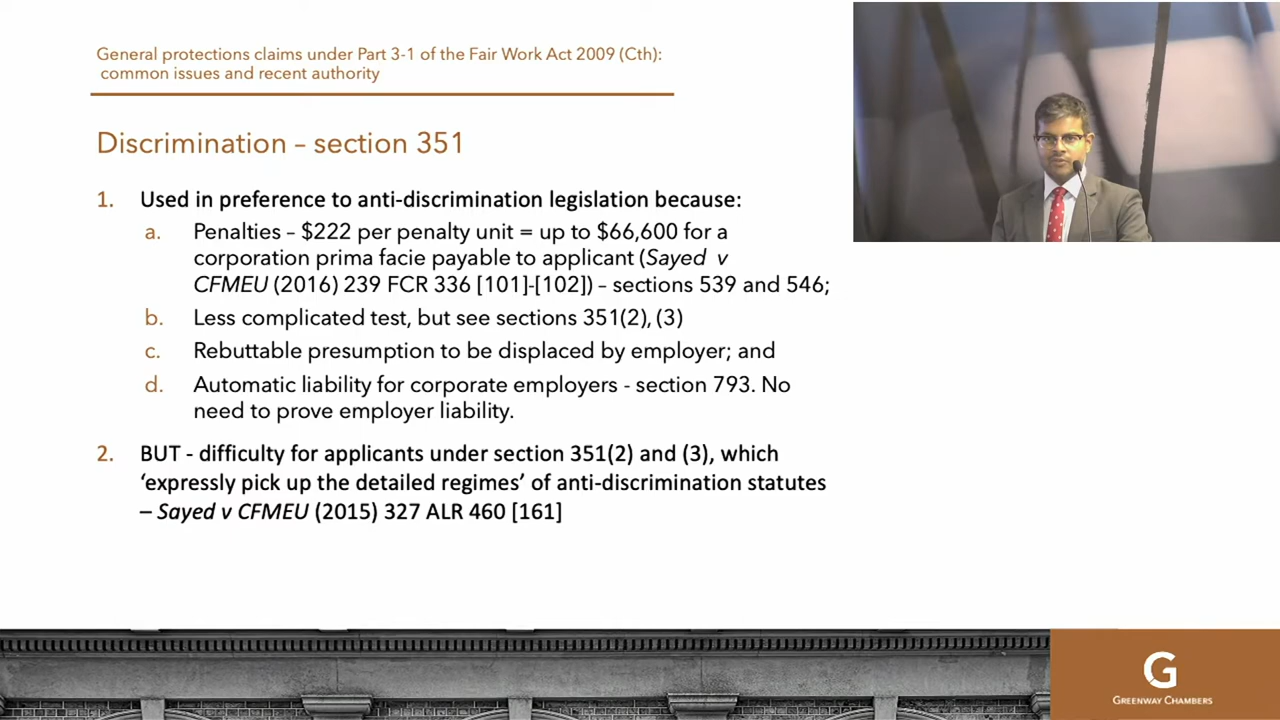 General protections claims under Part 3-1 of the Fair Work Act 2009 (Cth):
common issues and recent authority
Discrimination – section 351
1. Used in preference to anti-discrimination legislation because:
a. Penalties – $222 per penalty unit = up to $66,600 for a
corporation prima facie payable to applicant (Sayed v
CFMEU (2016) 239 FCR 336 [101]-[102]) – sections 539 and 546;
b. Less complicated test, but see sections 351(2), (3)
c. Rebuttable presumption to be displaced by employer; and
d. Automatic liability for corporate employers - section 793. No
need to prove employer liability.
2. BUT - difficulty for applicants under section 351(2) and (3), which
‘expressly pick up the detailed regimes’ of anti-discrimination statutes
– Sayed v CFMEU (2015) 327 ALR 460 [161]
G
GREENWAY CHAMBERS